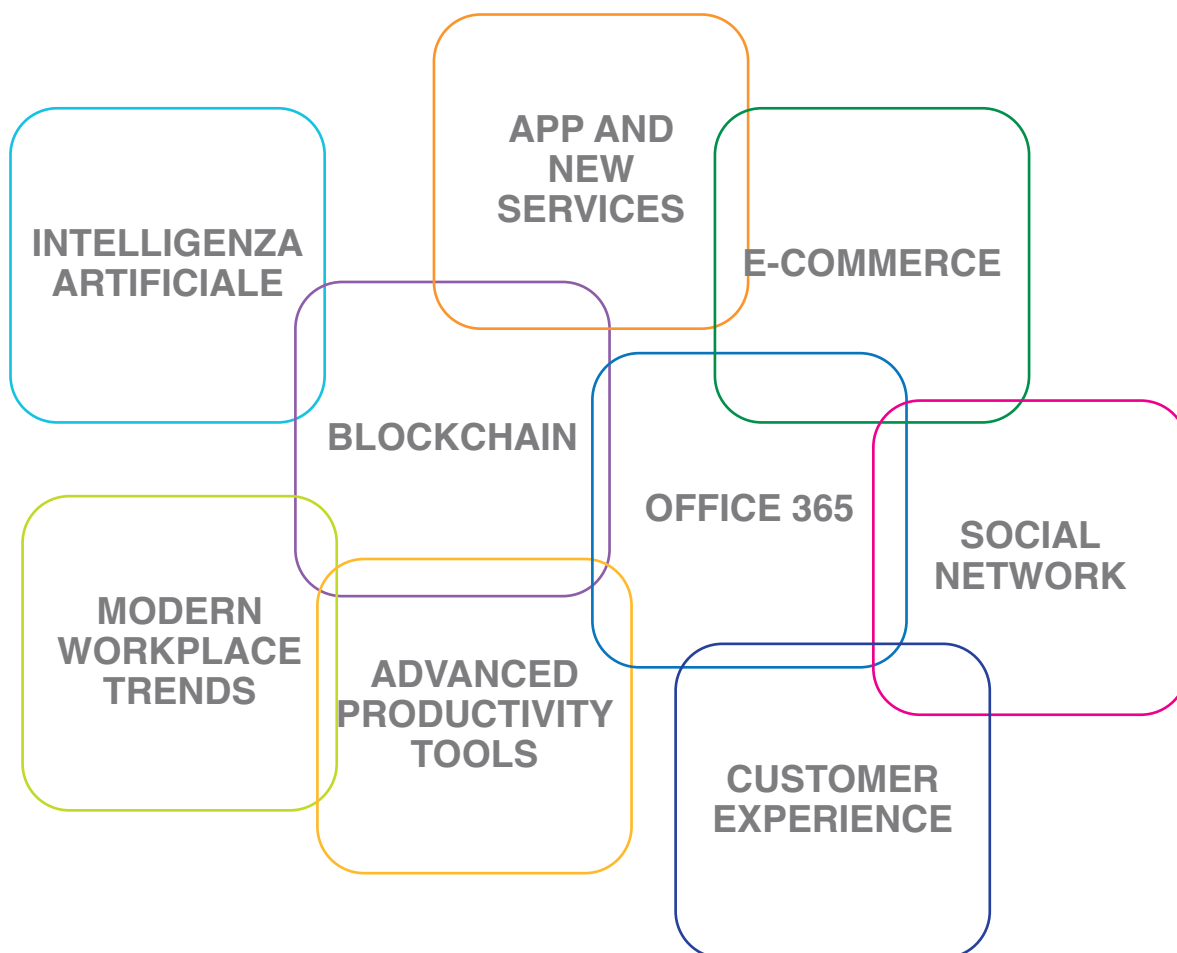 APP AND
NEW
SERVICES
INTELLIGENZA
ARTIFICIALE
E-COMMERCE
BLOCKCHAIN
OFFICE 365
SOCIAL
NETWORK
MODERN
WORKPLACE
TRENDS
ADVANCED
PRODUCTIVITY
TOOLS
CUSTOMER
EXPERIENCE